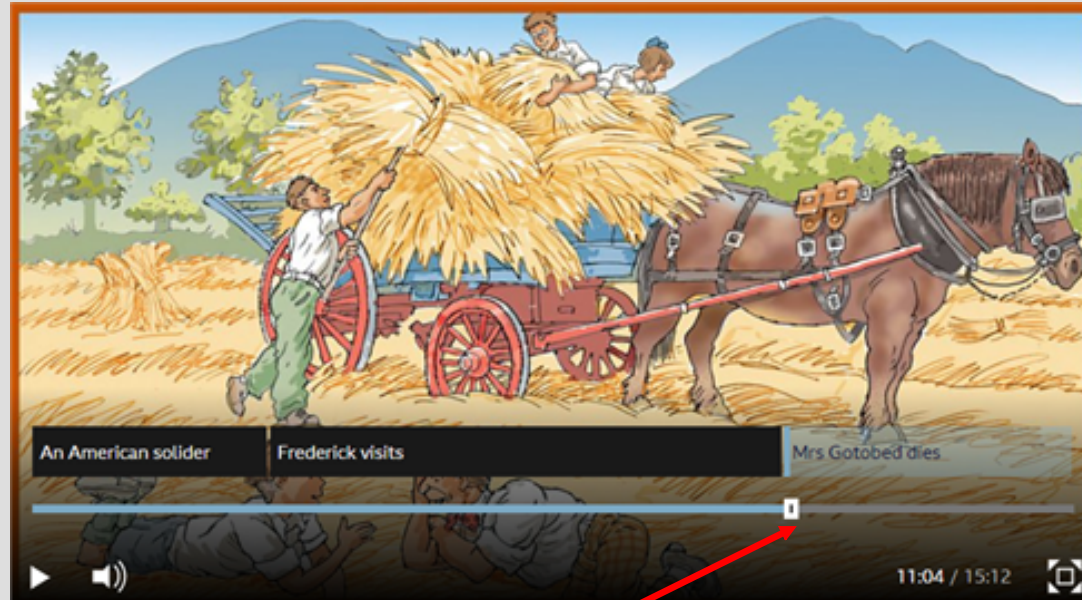 An American solider
Frederick visits
Mrs Gotobed dies
11:04 / 15:12